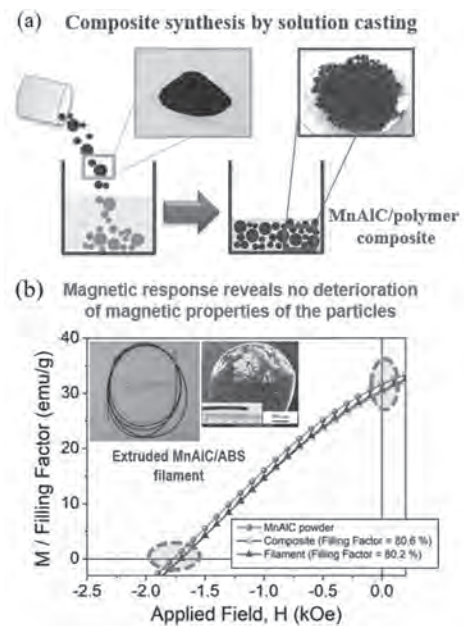 (a) Composite synthesis by solution casting
MnAlC/polymer
composite
(b) Magnetic response reveals no deterioration
of magnetic properties of the particles
40
30
20
10
0
M / Filling Factor (emu/g)
Extruded MnAlC/ABS
filament
MnAlC powder
Composite (Filling Factor = 80.6 %)
Filament (Filling Factor = 80.2 %)
-2.5 -2.0 -1.5 -1.0 -0.5 0.0
Applied Field, H (kOe)